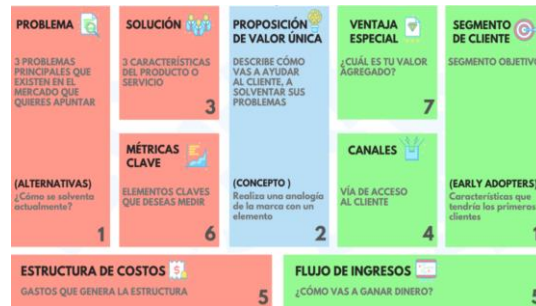 PROBLEMA
3 PROBLEMAS
PRINCIPALES QUE
EXISTEN EN EL
MERCADO QUE
QUIERES APUNTAR
(ALTERNATIVAS)
¿Cómo se solventa
actualmente?
1
SOLUCIÓN
3 CARACTERÍSTICAS
DEL PRODUCTO O
SERVICIO
3
MÉTRICAS
CLAVE
ELEMENTOS CLAVES
QUE DESEAS MEDIR
6
PROPOSICIÓN
DE VALOR ÚNICA
DESCRIBE CÓMO
VAS A AYUDAR
AL CLIENTE, A
SOLVENTAR SUS
PROBLEMAS
(CONCEPTO )
Realiza una analogía
de la marca con un
elemento
2
VENTAJA
ESPECIAL
¿CUÁL ES TU VALOR
AGREGADO?
7
CANALES
VÍA DE ACCESO
AL CLIENTE
4
SEGMENTO
DE CLIENTE
SEGMENTO OBJETIVO
(EARLY ADOPTERS)
Características que
tendría los primeros
clientes
1
ESTRUCTURA DE COSTOS
GASTOS QUE GENERA LA ESTRUCTURA
5
FLUJO DE INGRESOS
¿CÓMO VAS A GANAR DINERO?
5